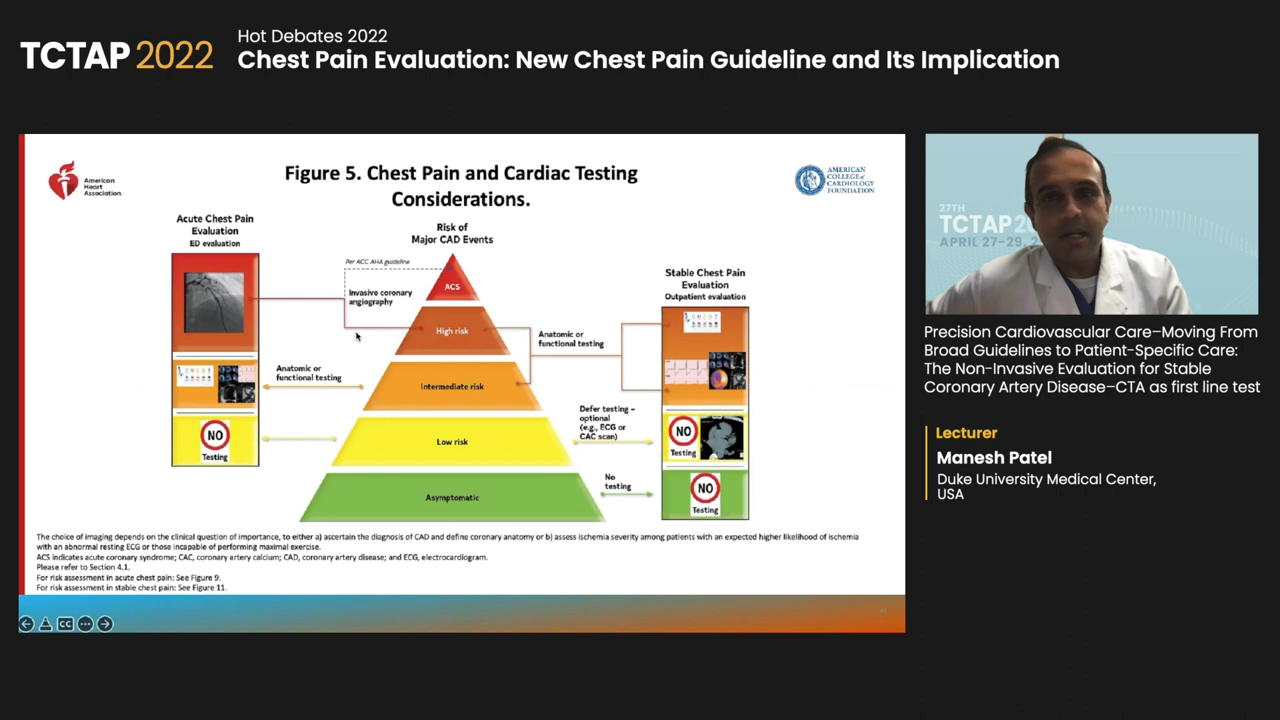 TCTAP 2022
Hot Debates 2022
Chest Pain Evaluation: New Chest Pain Guideline and Its Implication
American
Heart
Association.
Figure 5. Chest Pain and Cardiac Testing
Considerations.
AMERICAN
COLLEGE of
CARDIOLOGY
FOUNDATION
Acute Chest Pain
Evaluation
ED evaluation
Risk of
Major CAD Events
Per ACC AHA guideline
Invasive coronary
angiography
ACS
High risk
Anatomic or
functional testing
Stable Chest Pain
Evaluation
Outpatient evaluation
Anatomic or
functional testing
Intermediate risk
Defer testing –
optional
(e.g., ECG or
CAC scan)
NO
Testing
Low risk
NO
Testing
No
testing
Asymptomatic
NO
Testing
The choice of imaging depends on the clinical question of importance, to either a) ascertain the diagnosis of CAD and define coronary anatomy or b) assess ischemia severity among patients with an expected higher likelihood of ischemia
with an abnormal resting ECG or those incapable of performing maximal exercise.
ACS indicates acute coronary syndrome; CAC, coronary artery calcium; CAD, coronary artery disease; and ECG, electrocardiogram.
Please refer to Section 4.1.
For risk assessment in acute chest pain: See Figure 9.
For risk assessment in stable chest pain: See Figure 11.
CC
27TH
TCTAP20
APRIL 27-29, 2
Precision Cardiovascular Care–Moving From
Broad Guidelines to Patient-Specific Care:
The Non-Invasive Evaluation for Stable
Coronary Artery Disease–CTA as first line test
Lecturer
Manesh Patel
Duke University Medical Center,
USA